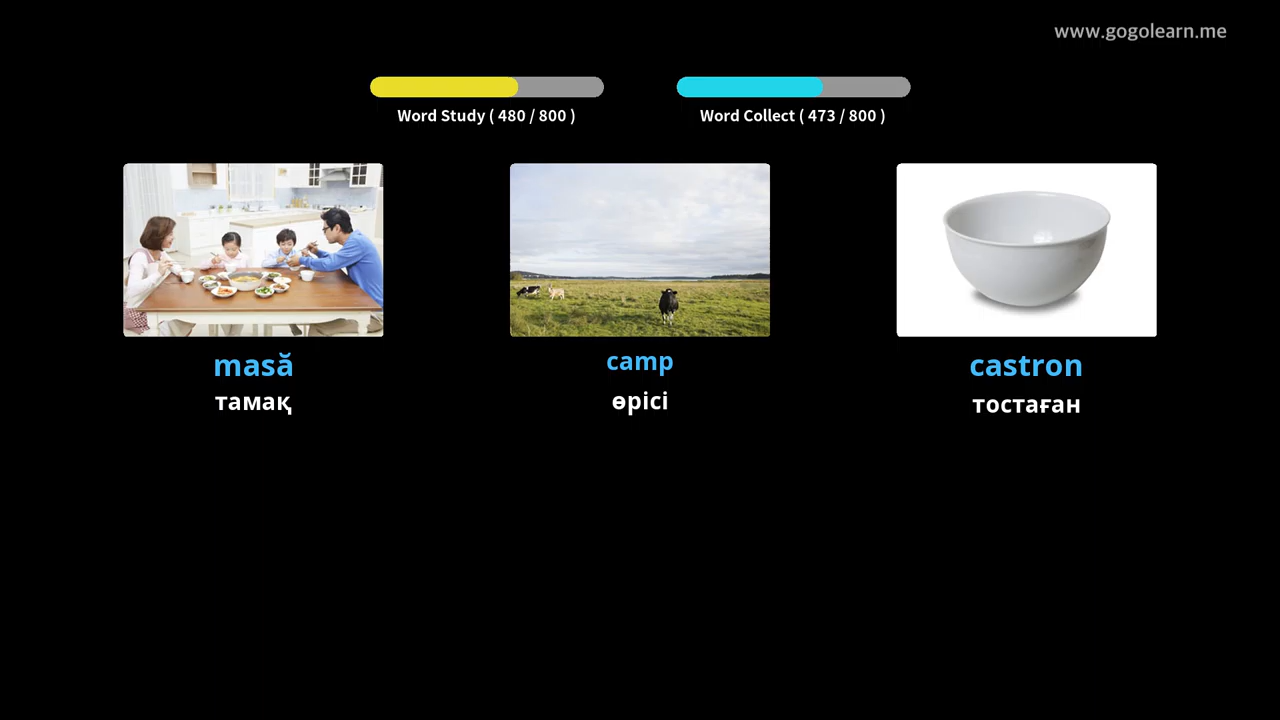 www.gogolearn.me
Word Study ( 480 / 800 )
Word Collect ( 473 / 800 )
masă
camp
castron
тамақ
өрісі
тостаған